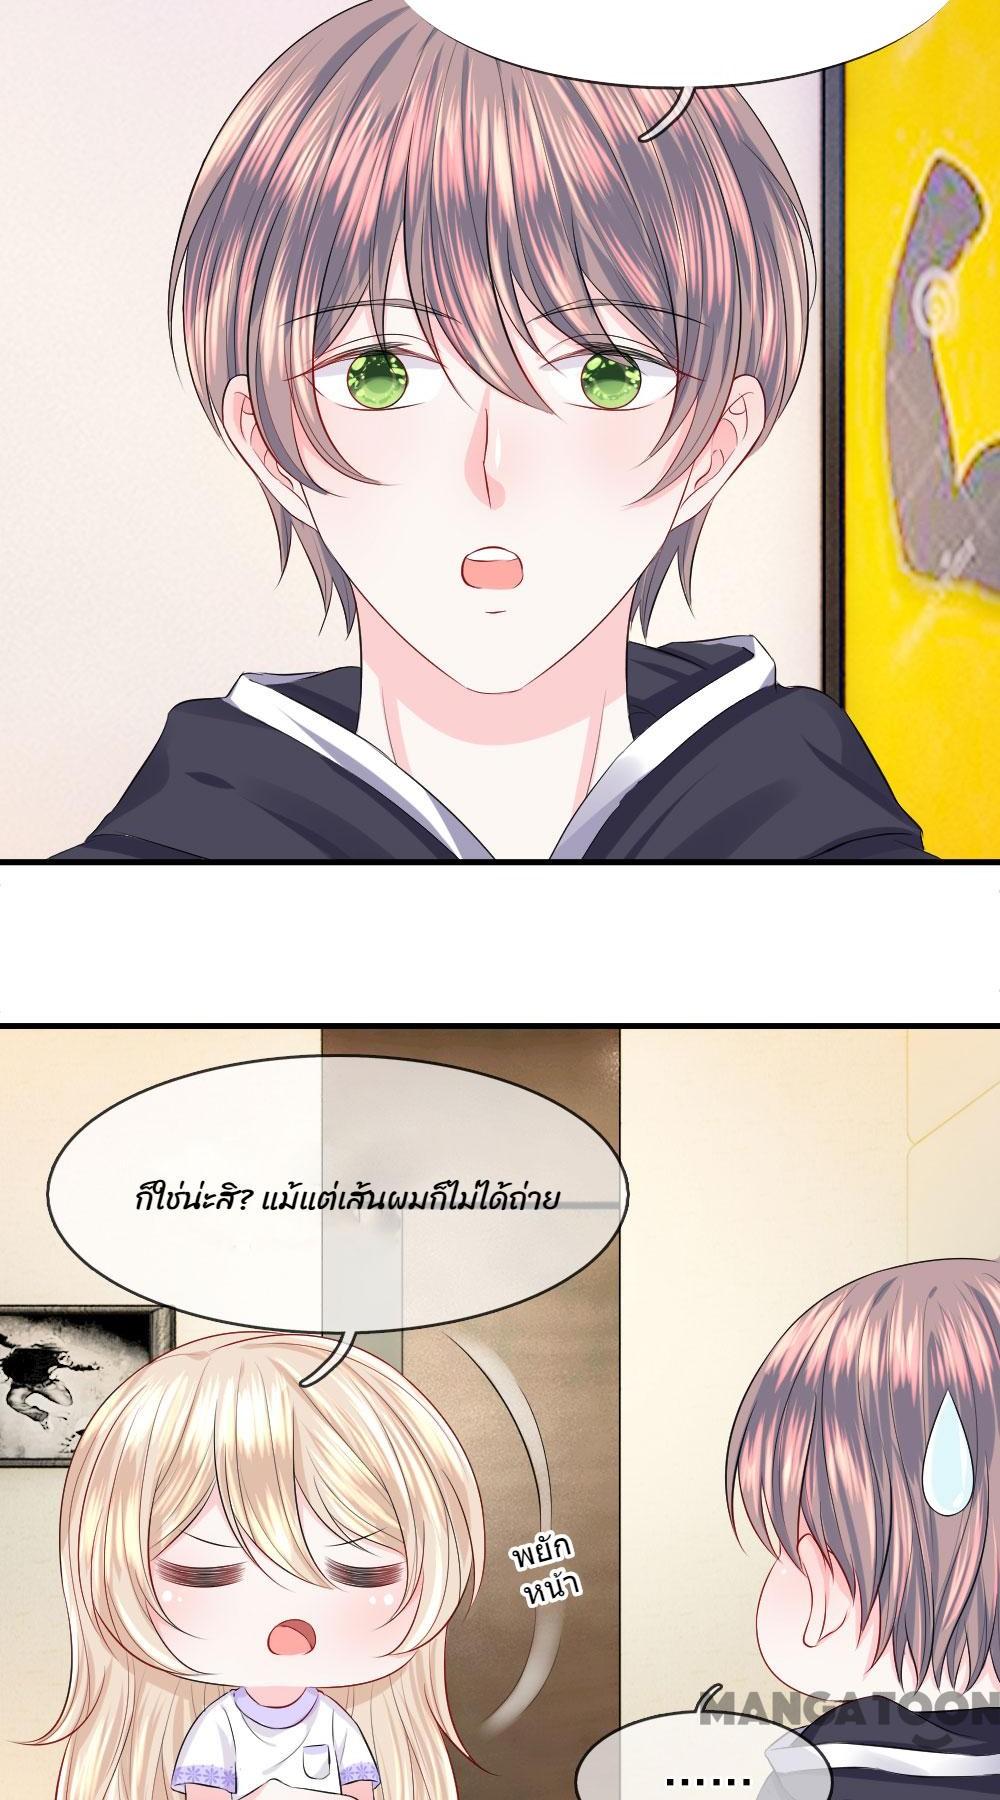 ก็ใช่น่ะสิ? แม้แต่เส้นผมก็ไม่ได้ถ่าย
พยัก
หน้า
MANGATOON
......